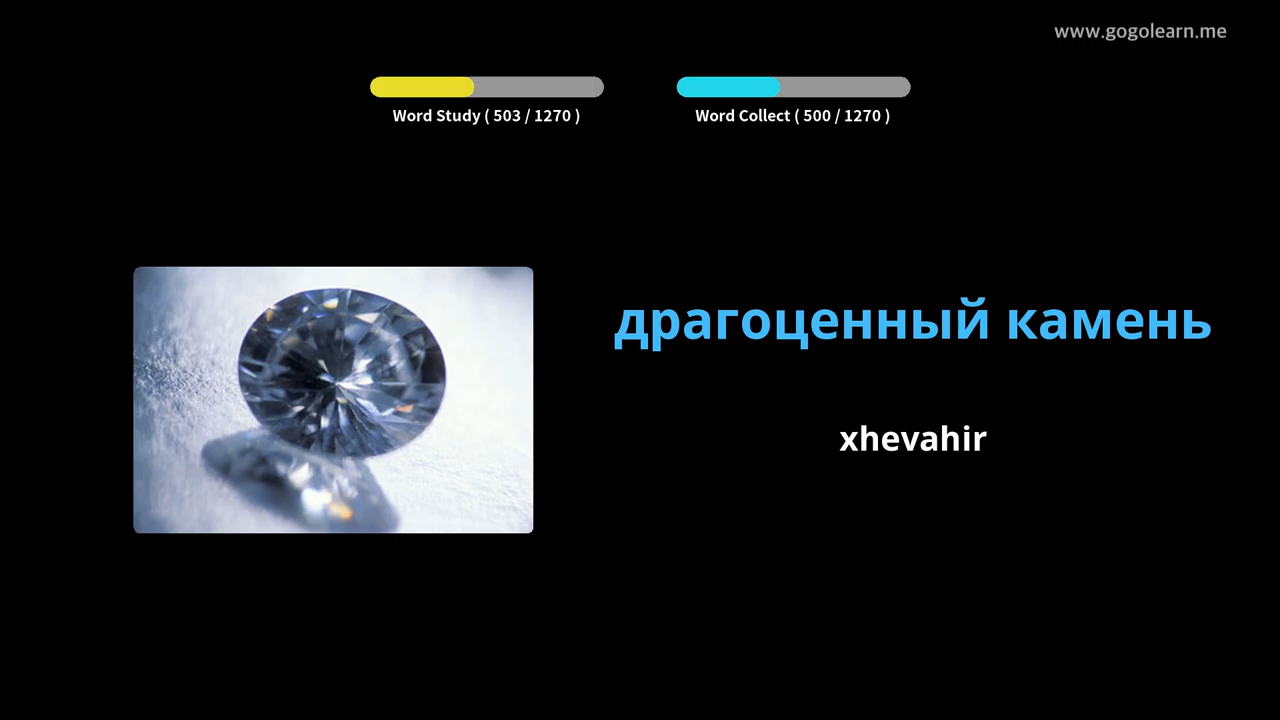 www.gogolearn.me
Word Study ( 503 / 1270 )
Word Collect ( 500 / 1270 )
драгоценный камень
xhevahir